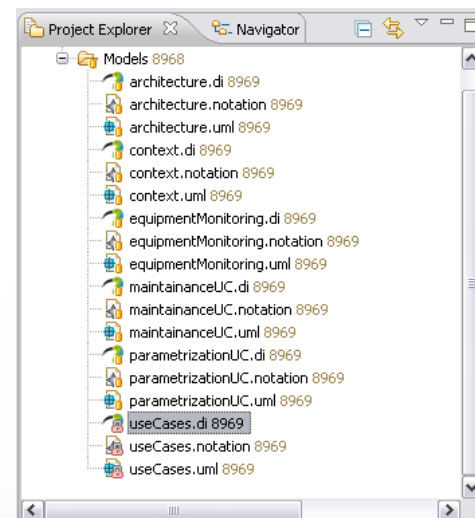 Project Explorer Navigator
Models 8968
architecture.di 8969
architecture.notation 8969
architecture.uml 8969
context.di 8969
context.notation 8969
context.uml 8969
equipmentMonitoring.di 8969
equipmentMonitoring.notation 8969
equipmentMonitoring.uml 8969
maintainanceUC.di 8969
maintainanceUC.notation 8969
maintainanceUC.uml 8969
parametrizationUC.di 8969
parametrizationUC.notation 8969
parametrizationUC.uml 8969
useCases.di 8969
useCases.notation 8969
useCases.uml 8969